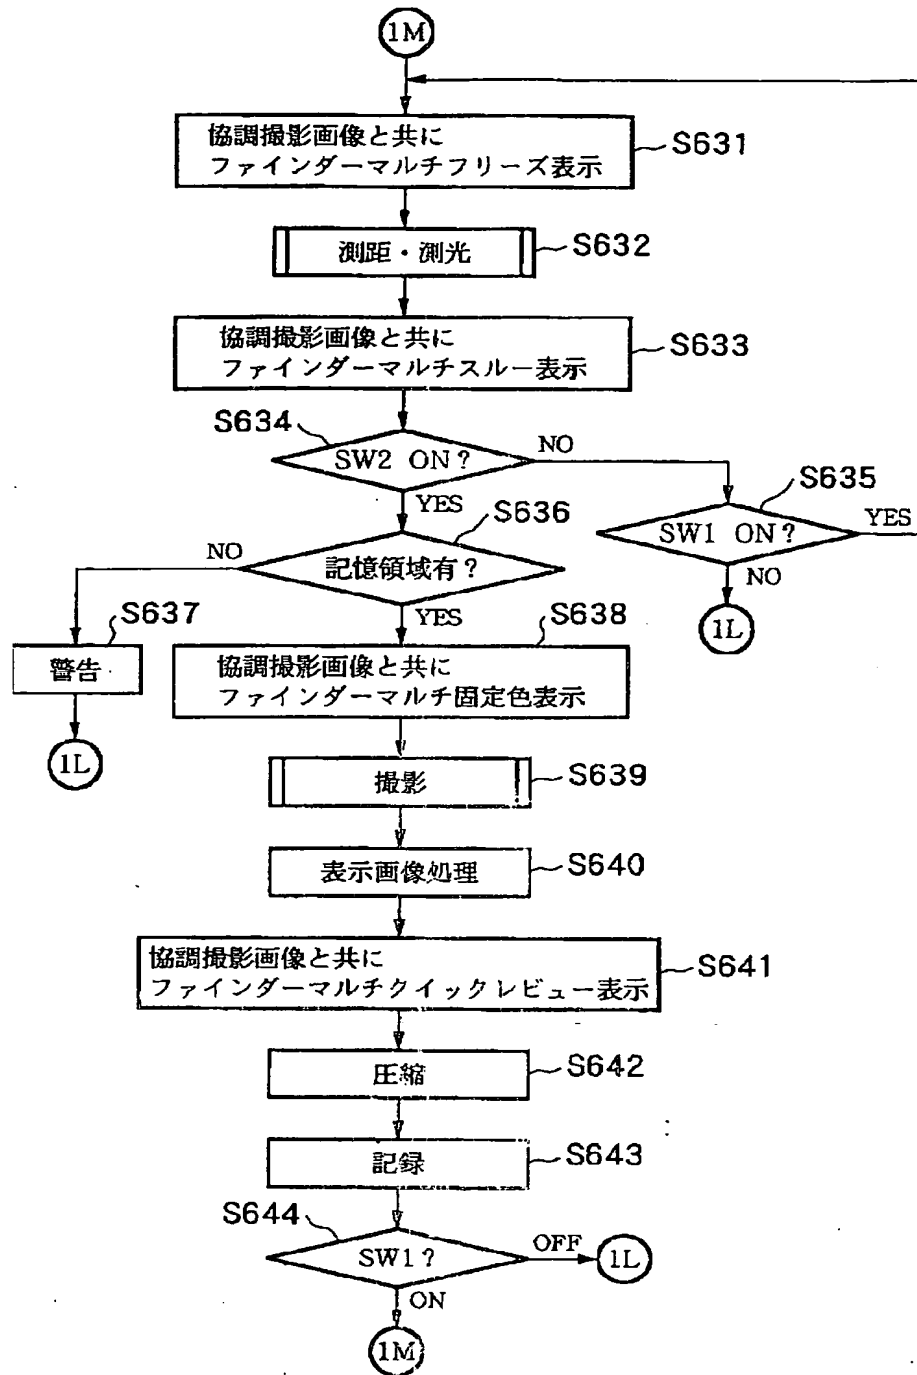 1M
協調撮影画像と共に
ファインダーマルチフリーズ表示
S631
測距・測光
S632
協調撮影画像と共に
ファインダーマルチスルー表示
S633
S634
SW2 ON?
NO
YES
S635
SW1 ON?
YES
NO
1L
S636
記憶領域有?
NO
YES
S637
警告
1L
S638
協調撮影画像と共に
ファインダーマルチ固定色表示
撮影
S639
表示画像処理
S640
協調撮影画像と共に
ファインダーマルチクイックレビュー表示
S641
圧縮
S642
記録
S643
S644
SW1?
OFF
1L
ON
1M